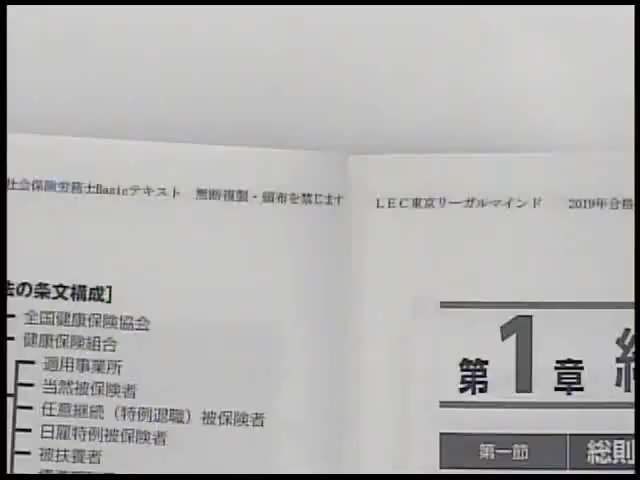 社会保険労務士Basicテキスト 無断複製・頒布を禁じます
法の条文構成]
全国健康保険協会
健康保険組合
適用事業所
当然被保険者
任意継続（特例退職）被保険者
日雇特例被保険者
被扶養者
LEC東京リーガルマインド 2019年合格
第1章
第一節 総則